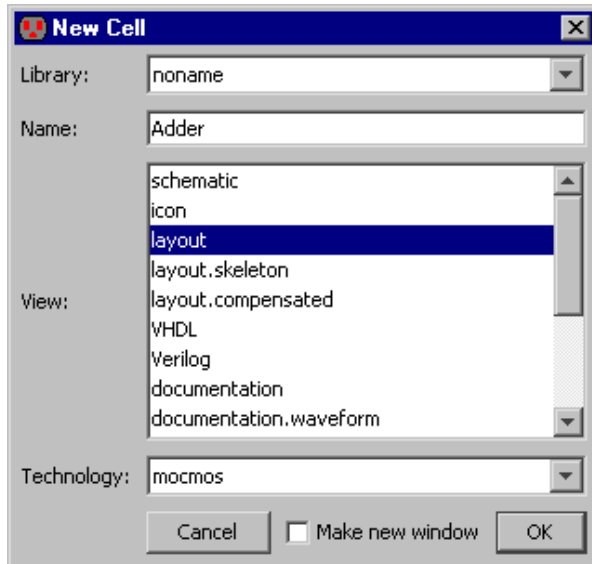 New Cell
Library: noname
Name: Adder
schematic
icon
layout
layout.skeleton
layout.compensated
View:
VHDL
Verilog
documentation
documentation.waveform
Technology: mocmos
Cancel Make new window OK